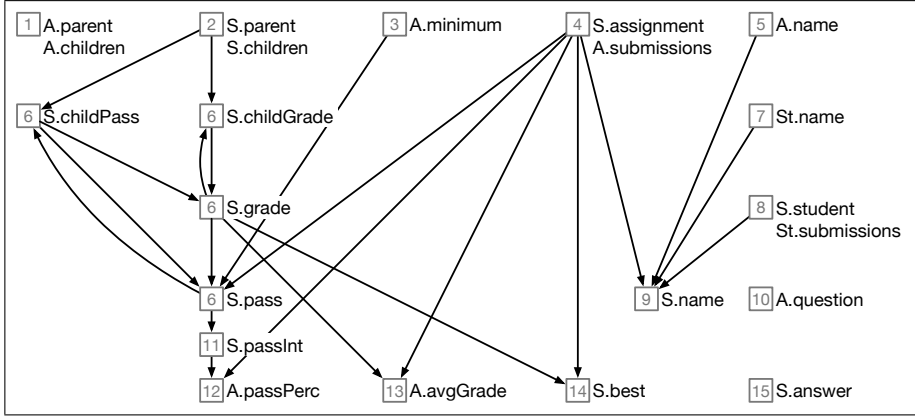 1 A.parent 2 S.parent 3 A.minimum 4 S.assignment 5 A.name
A.children S.children A.submissions
6 S.childPass 6 S.childGrade 7 St.name
6 S.grade 8 S.student
St.submissions
6 S.pass 9 S.name 10 A.question
11 S.passInt
12 A.passPerc 13 A.avgGrade 14 S.best 15 S.answer